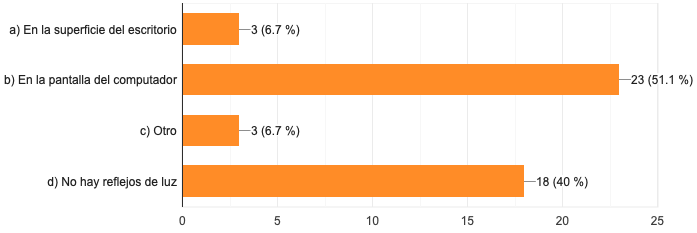 a) En la superficie del escritorio
3 (6.7 %)
b) En la pantalla del computador
23 (51.1 %)
c) Otro
3 (6.7 %)
d) No hay reflejos de luz
18 (40 %)
0 5 10 15 20 25